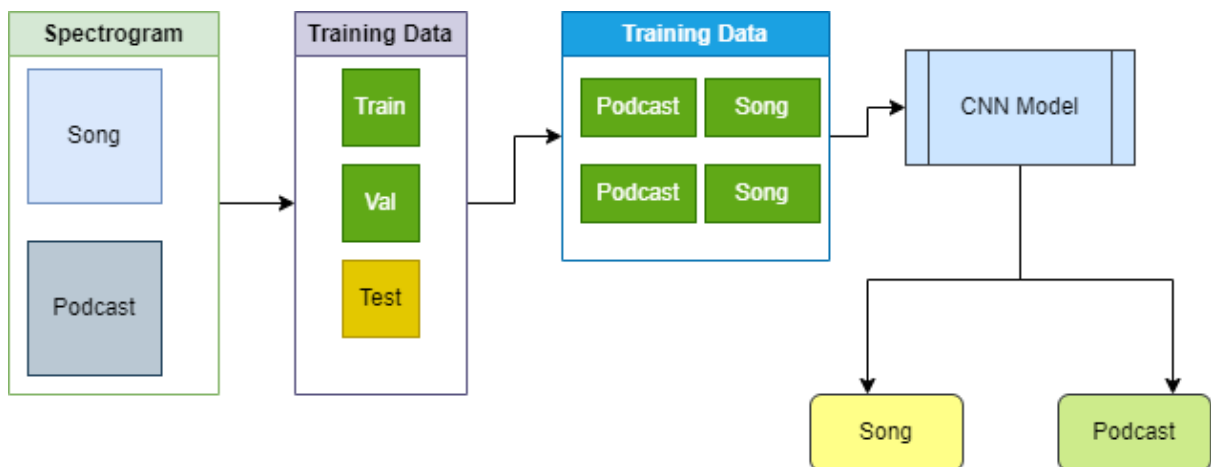 Spectrogram
Song
Podcast
Training Data
Train
Val
Test
Training Data
Podcast
Song
Podcast
Song
CNN Model
Song
Podcast